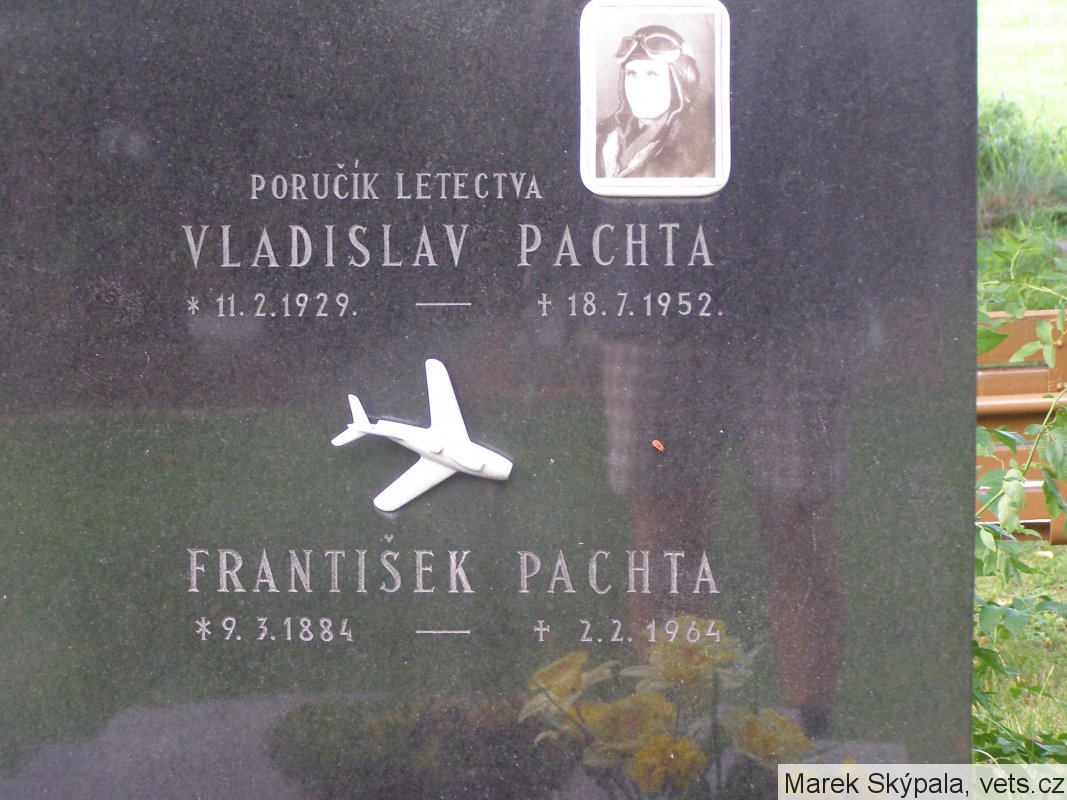 PORUČÍK LETECTVA
VLADISLAV PACHTA
* 11.2.1929. — † 18.7.1952.
FRANTIŠEK PACHTA
* 9.3.1884 — † 2.2.1964
Marek Skýpala, vets.cz